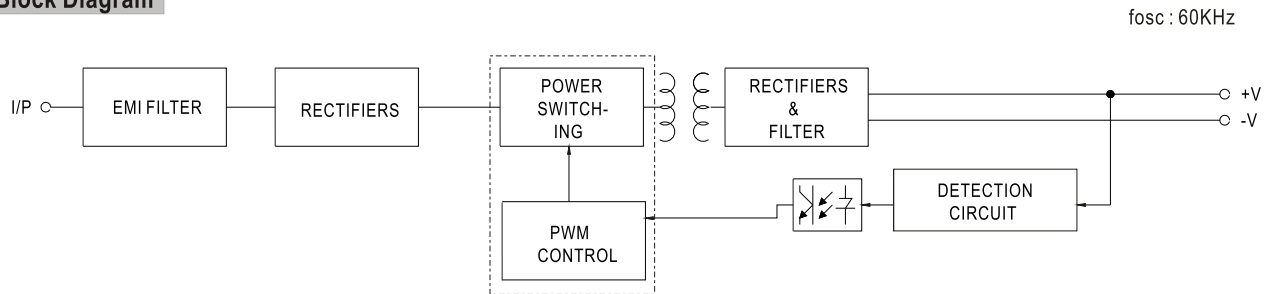 Block Diagram
fosc : 60KHz
I/P
EMI FILTER
RECTIFIERS
POWER
SWITCH-
ING
RECTIFIERS
&
FILTER
+V
-V
DETECTION
CIRCUIT
PWM
CONTROL